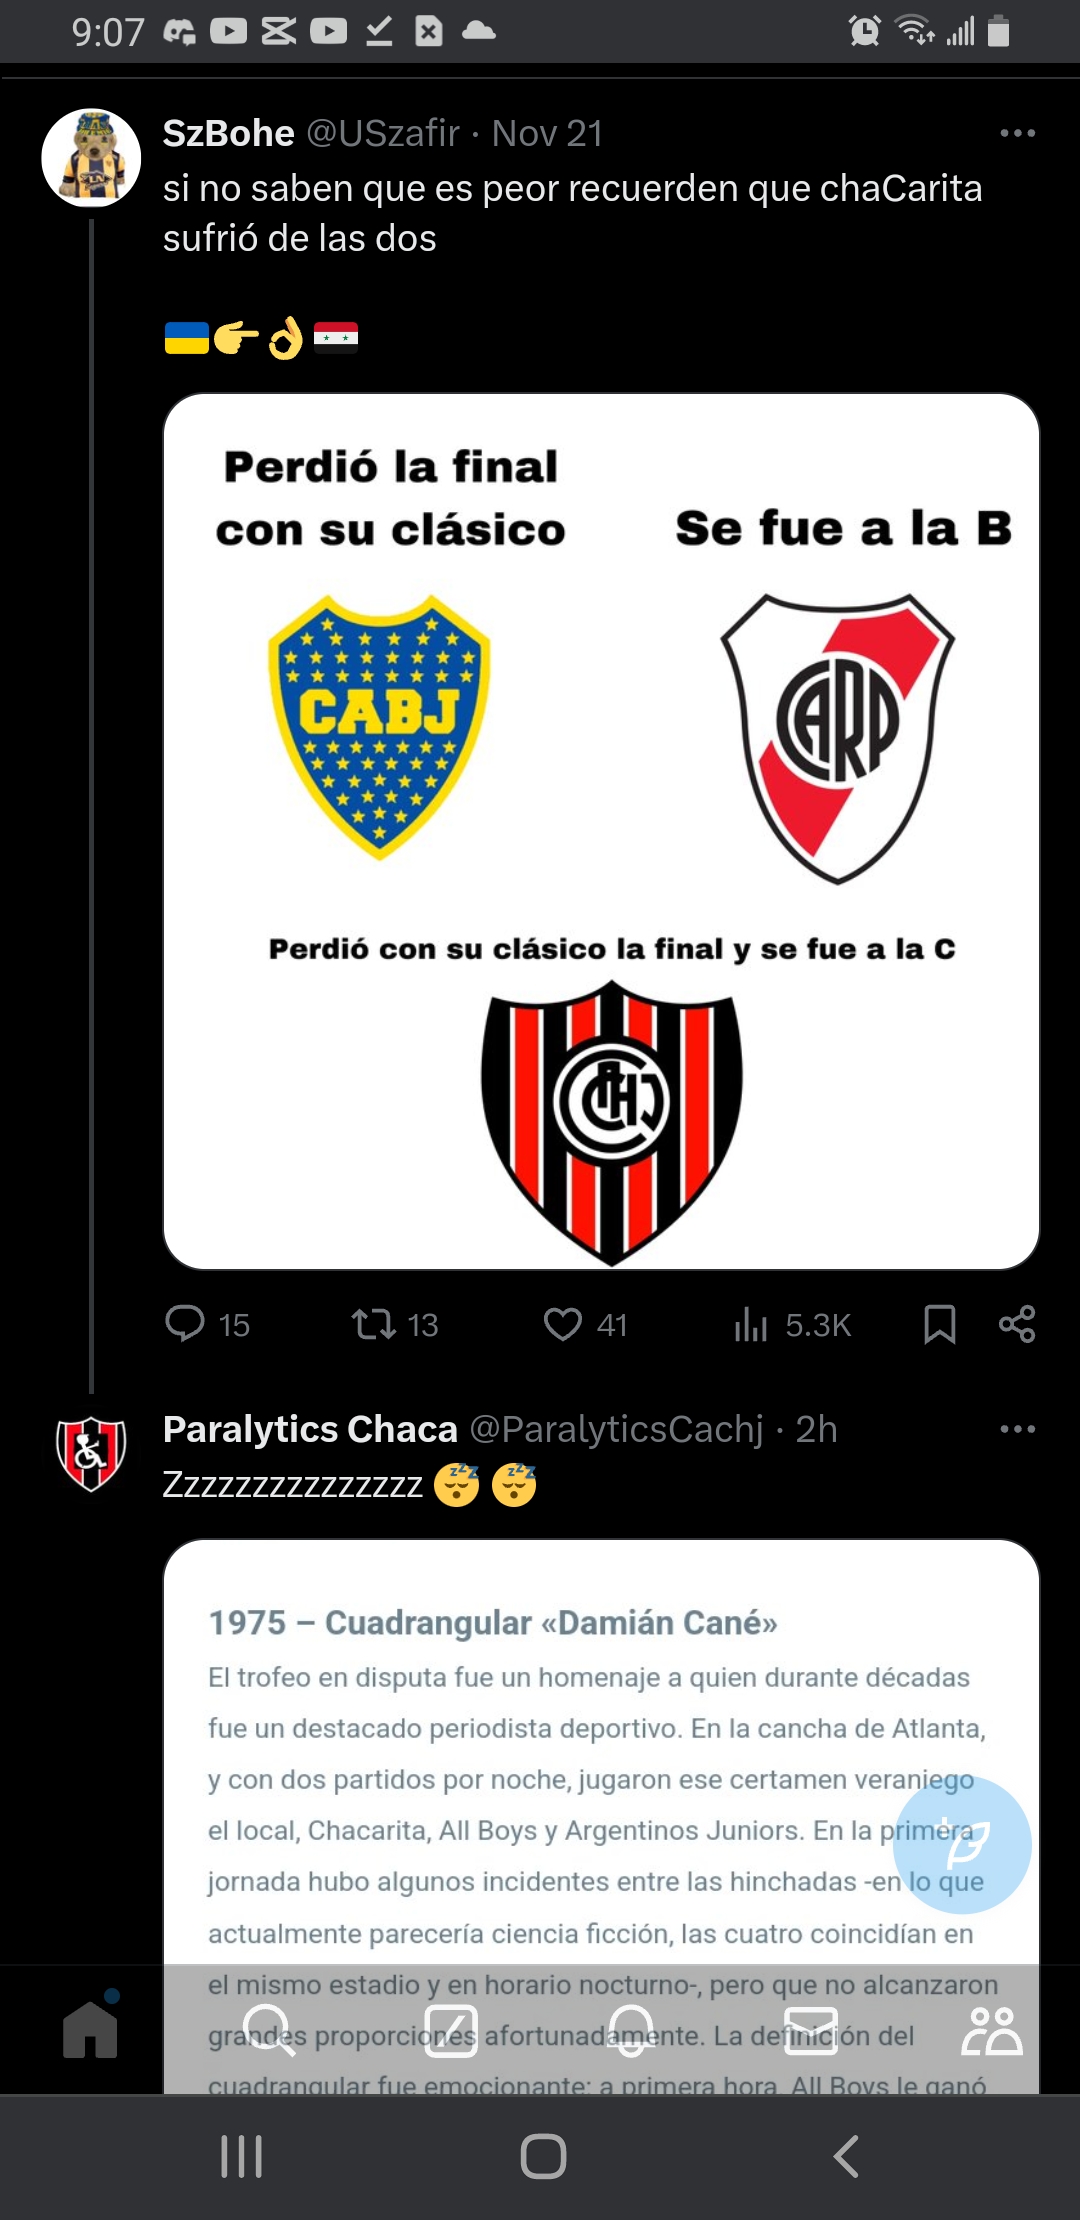 9:07
SzBohe @USzafir · Nov 21
si no saben que es peor recuerden que chaCarita
sufrió de las dos
Perdió la final
con su clásico
Se fue a la B
CABJ
CARP
Perdió con su clásico la final y se fue a la C
CACHJ
15 13 41 5.3K
Paralytics Chaca @ParalyticsCachj · 2h
Zzzzzzzzzzzzzzz
1975 – Cuadrangular «Damián Cané»
El trofeo en disputa fue un homenaje a quien durante décadas
fue un destacado periodista deportivo. En la cancha de Atlanta,
y con dos partidos por noche, jugaron ese certamen veraniego
el local, Chacarita, All Boys y Argentinos Juniors. En la primera
jornada hubo algunos incidentes entre las hinchadas -en lo que
actualmente parecería ciencia ficción, las cuatro coincidían en
el mismo estadio y en horario nocturno-, pero que no alcanzaron
grandes proporciones afortunadamente. La definición del
cuadrangular fue emocionante: a primera hora, All Boys le ganó